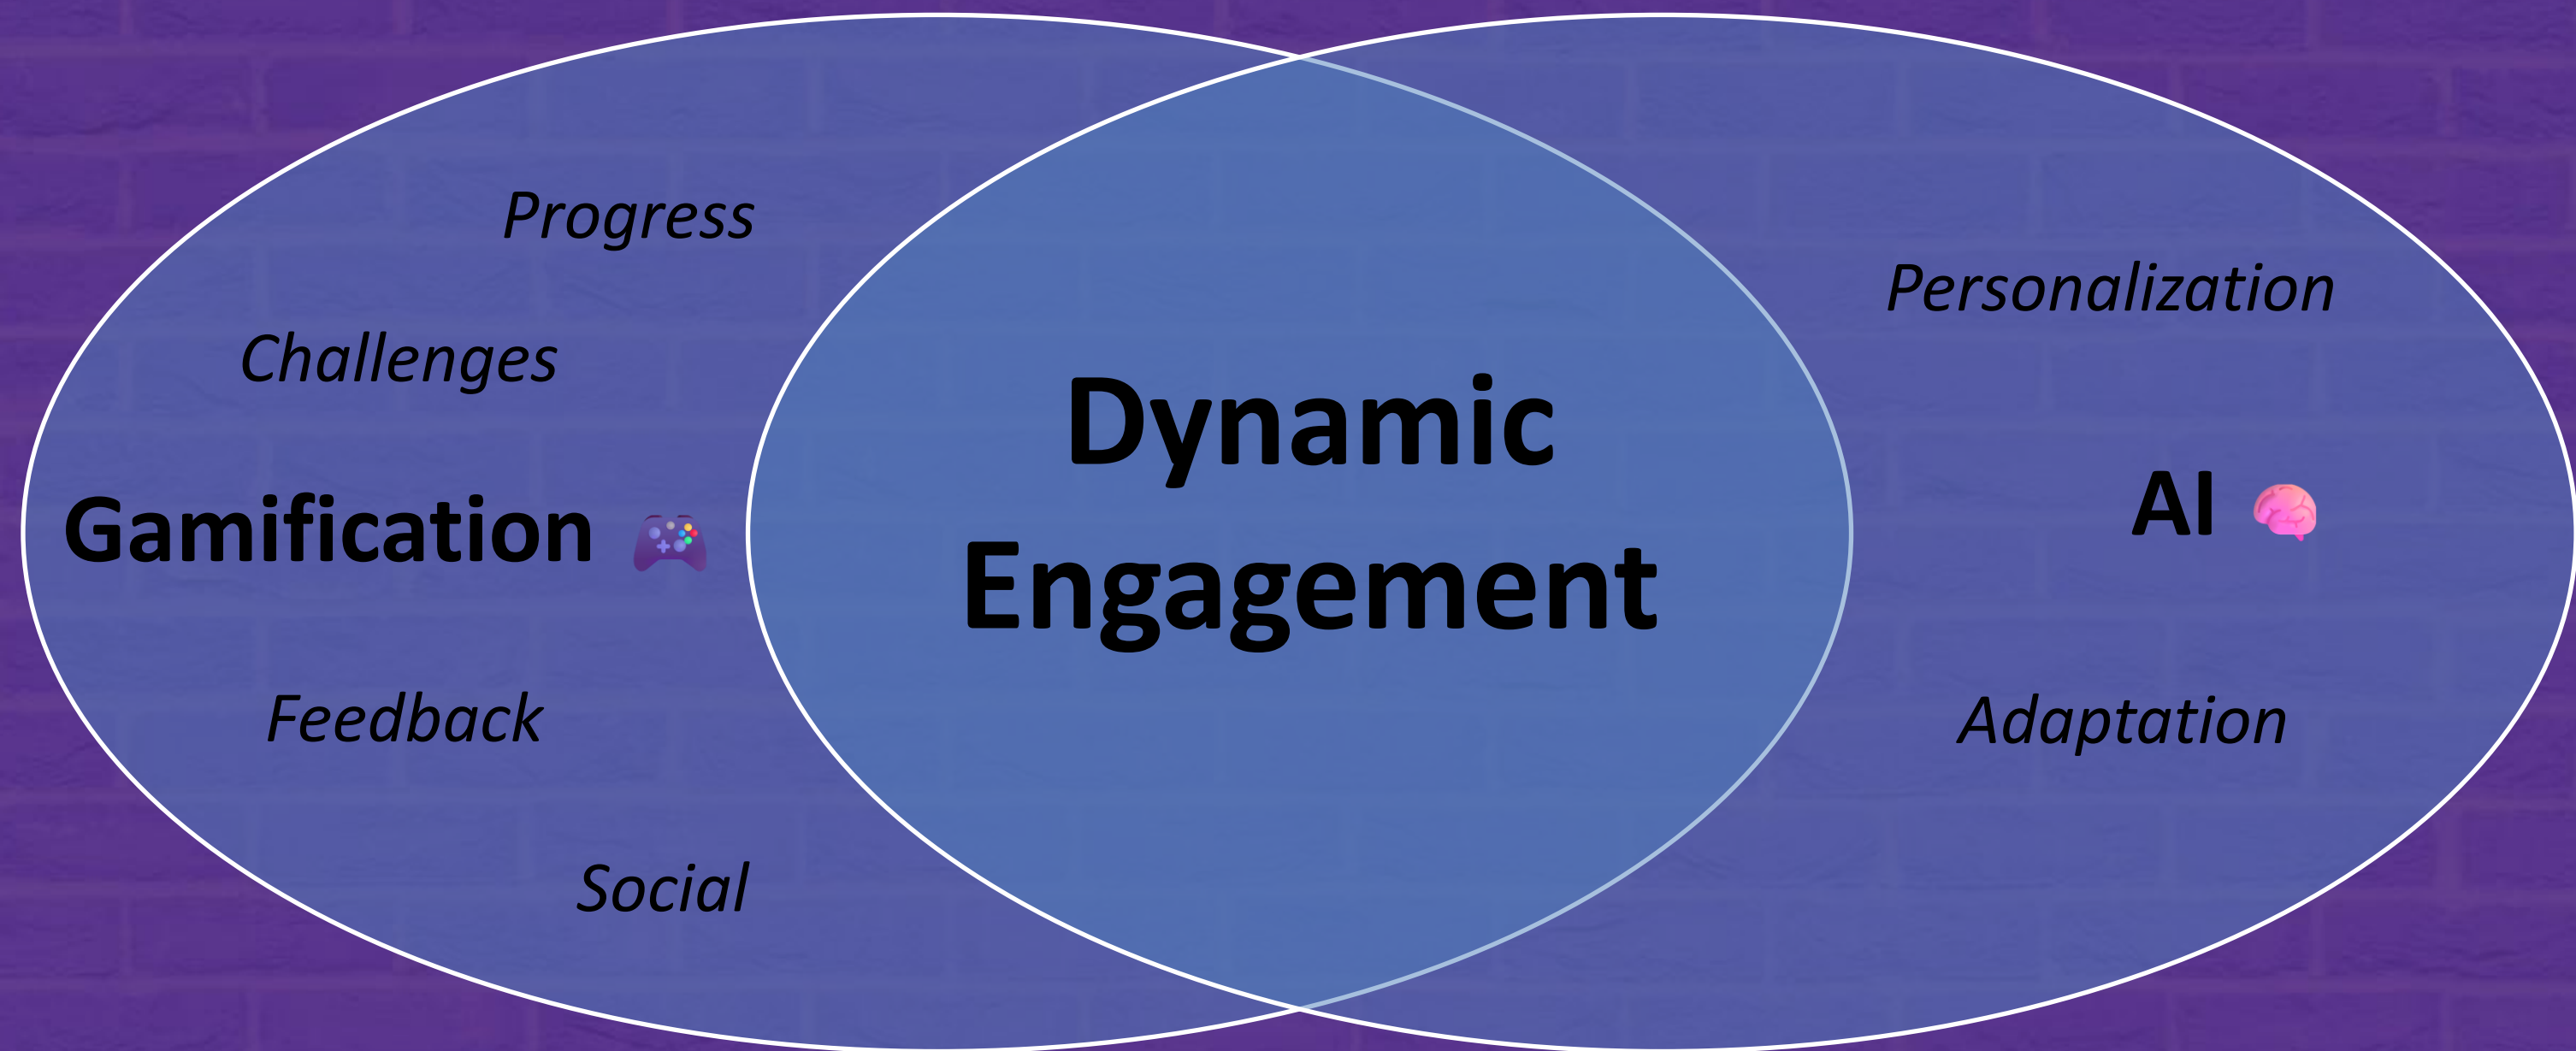 Progress
Challenges
Gamification 🎮
Feedback
Social
Dynamic
Engagement
Personalization
AI 🧠
Adaptation